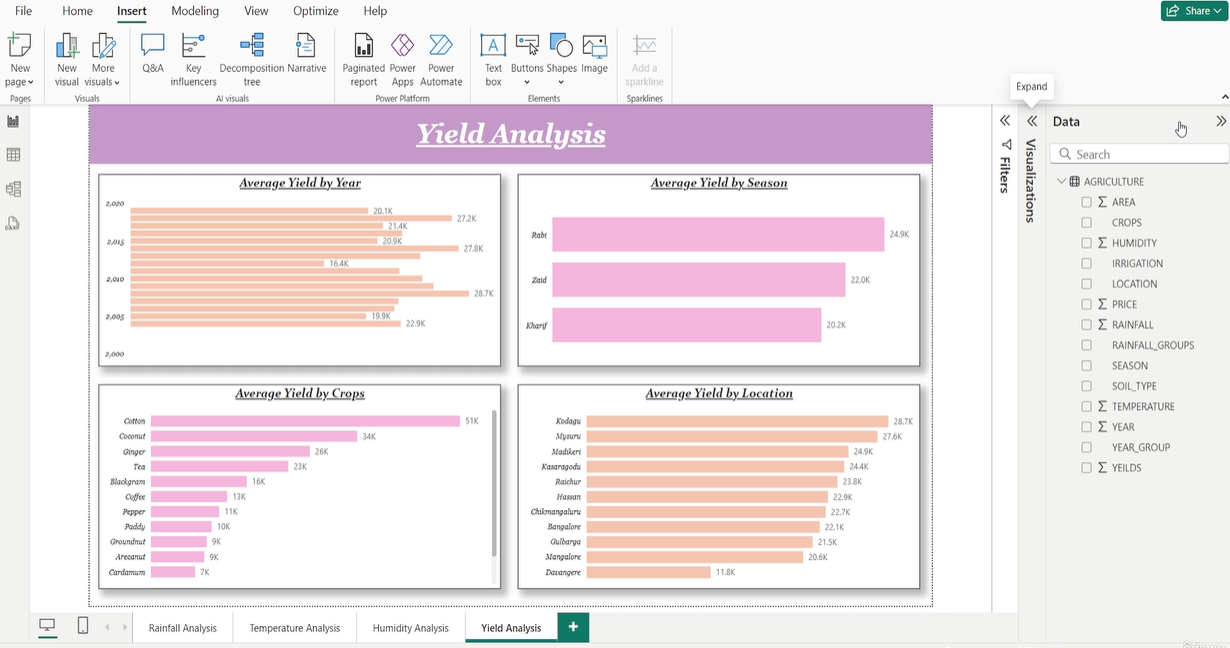 File Home Insert Modeling View Optimize Help Share
New page New visual More visuals Q&A Key influencers Decomposition tree Narrative Paginated report Power Apps Power Automate Text box Buttons Shapes Image Add a sparkline
Pages Visuals AI visuals Power Platform Elements Sparklines
Expand
Yield Analysis
Average Yield by Year
2,020
20.1K
27.2K
21.4K
2,015
20.9K
27.8K
16.4K
2,010
28.7K
2,005
19.9K
22.9K
2,000
Average Yield by Season
Rabi 24.9K
Zaid 22.0K
Kharif 20.2K
Average Yield by Crops
Cotton 51K
Coconut 34K
Ginger 26K
Tea 23K
Blackgram 16K
Coffee 13K
Pepper 11K
Paddy 10K
Groundnut 9K
Arecanut 9K
Cardamum 7K
Average Yield by Location
Kodagu 28.7K
Mysuru 27.6K
Madikeri 24.9K
Kasaragodu 24.4K
Raichur 23.8K
Hassan 22.9K
Chikmangaluru 22.7K
Bangalore 22.1K
Gulbarga 21.5K
Mangalore 20.6K
Davangere 11.8K
Filters
Visualizations
Data
Search
AGRICULTURE
AREA
CROPS
HUMIDITY
IRRIGATION
LOCATION
PRICE
RAINFALL
RAINFALL_GROUPS
SEASON
SOIL_TYPE
TEMPERATURE
YEAR
YEAR_GROUP
YEILDS
Rainfall Analysis Temperature Analysis Humidity Analysis Yield Analysis